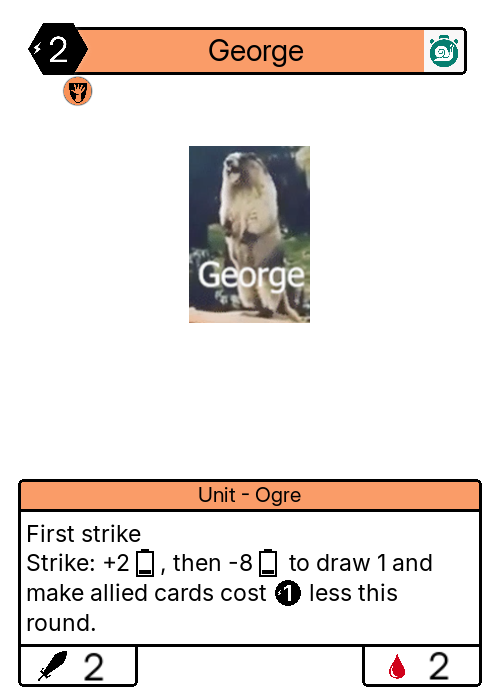 2
George
George
Unit - Ogre
First strike
Strike: +2 , then -8 to draw 1 and
make allied cards cost 1 less this
round.
2
2